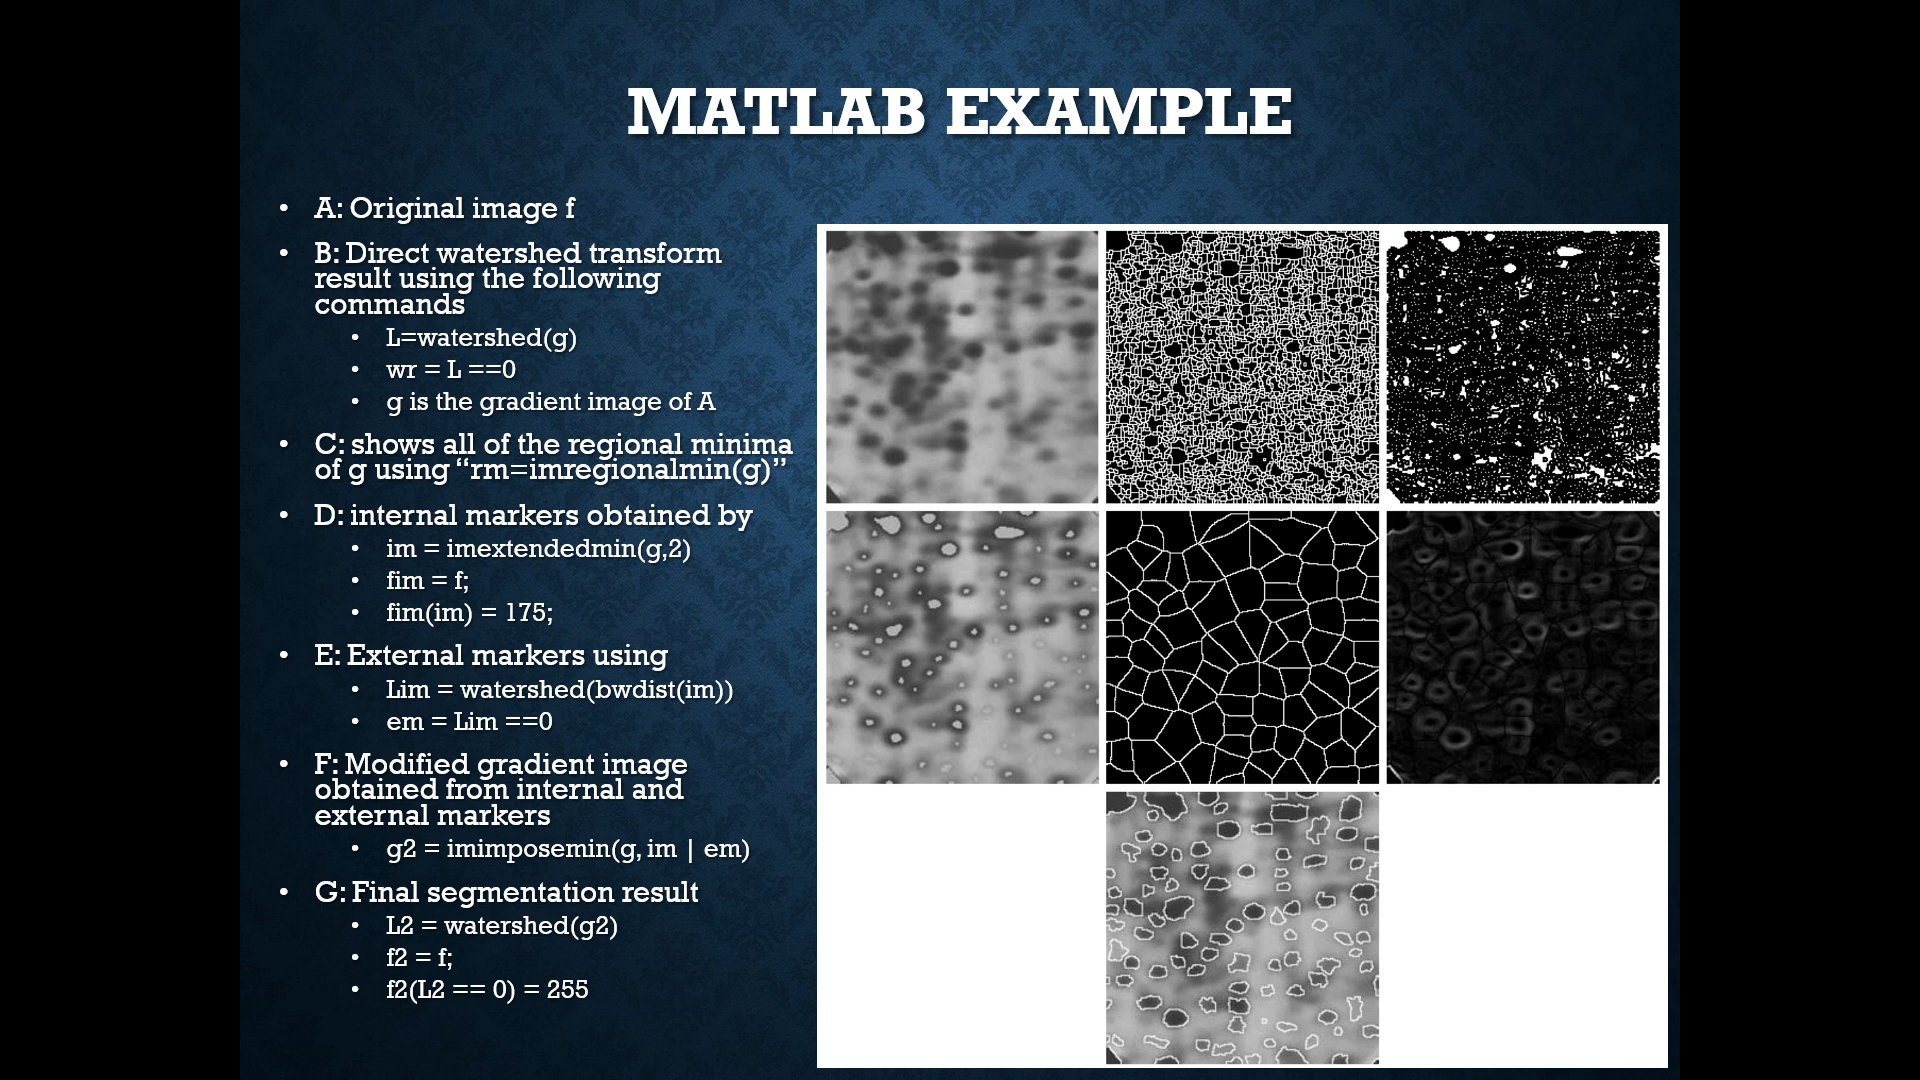 MATLAB EXAMPLE
• A: Original image f
• B: Direct watershed transform
result using the following
commands
• L=watershed(g)
• wr = L ==0
• g is the gradient image of A
• C: shows all of the regional minima
of g using “rm=imregionalmin(g)”
• D: internal markers obtained by
• im = imextendedmin(g,2)
• fim = f;
• fim(im) = 175;
• E: External markers using
• Lim = watershed(bwdist(im))
• em = Lim ==0
• F: Modified gradient image
obtained from internal and
external markers
• g2 = imimposemin(g, im | em)
• G: Final segmentation result
• L2 = watershed(g2)
• f2 = f;
• f2(L2 == 0) = 255